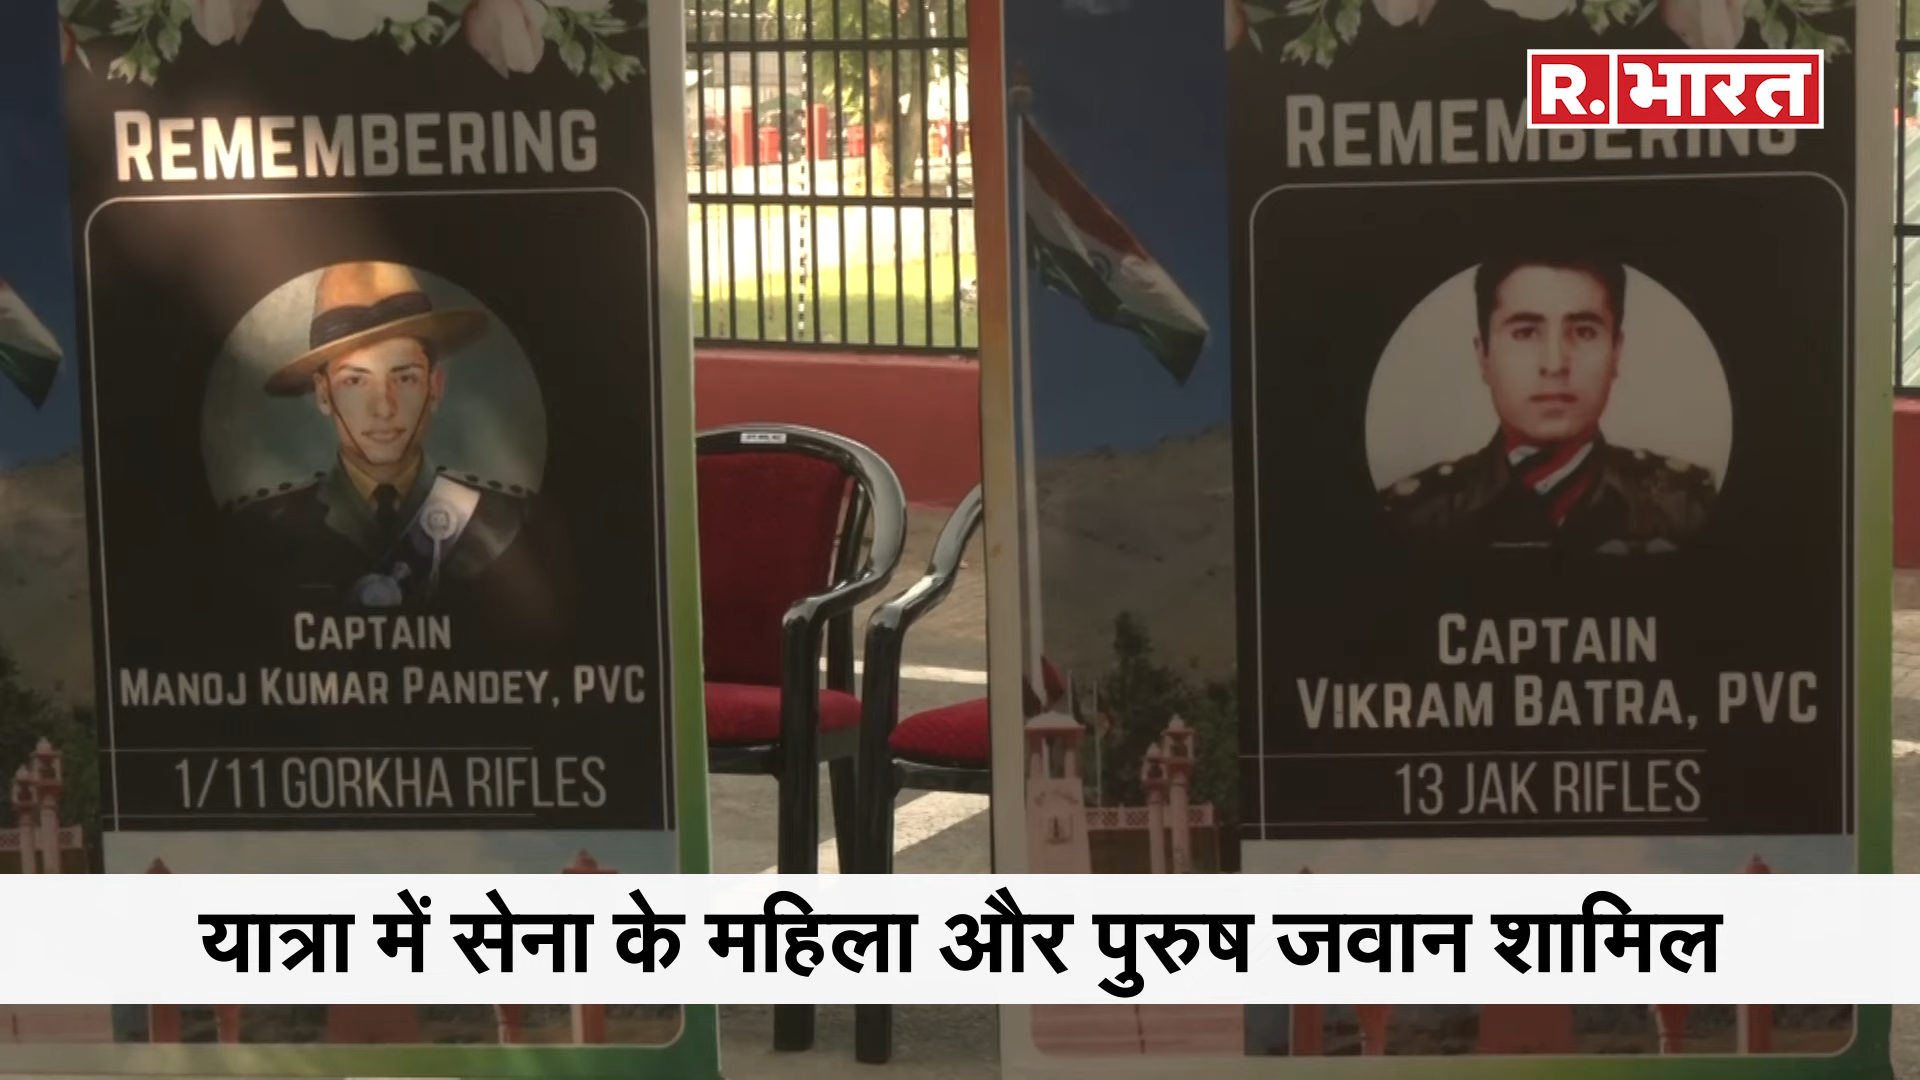 R.भारत
REMEMBERING
CAPTAIN
MANOJ KUMAR PANDEY, PVC
1/11 GORKHA RIFLES
REMEMBERING
CAPTAIN
VIKRAM BATRA, PVC
13 JAK RIFLES
यात्रा में सेना के महिला और पुरुष जवान शामिल